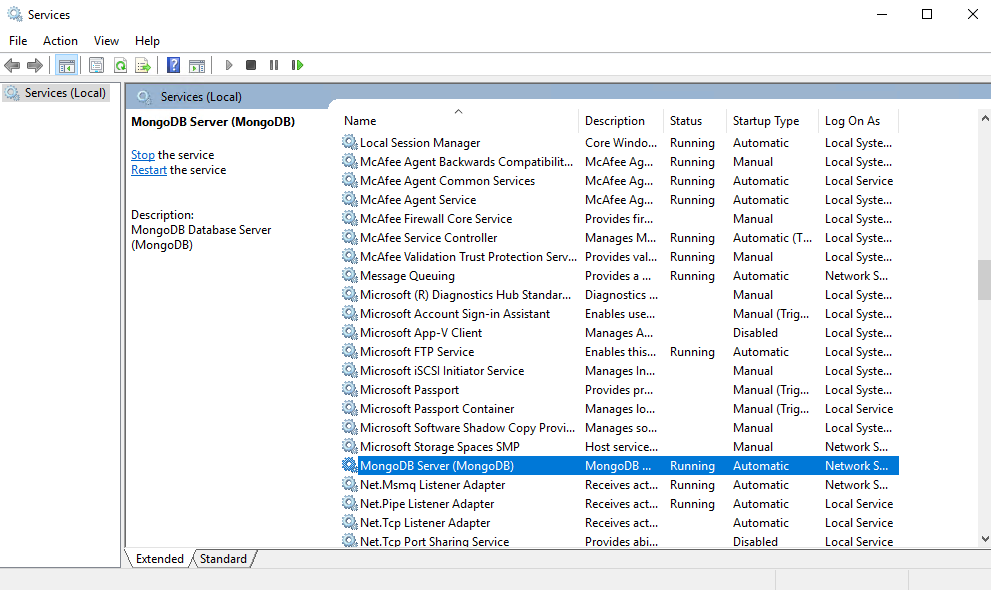 Services
File Action View Help
Services (Local)
Services (Local)
MongoDB Server (MongoDB)
Stop the service
Restart the service
Description:
MongoDB Database Server
(MongoDB)
Name Description Status Startup Type Log On As
Local Session Manager Core Windo... Running Automatic Local Syste...
McAfee Agent Backwards Compatibilit... McAfee Ag... Running Manual Local Syste...
McAfee Agent Common Services McAfee Ag... Running Automatic Local Service
McAfee Agent Service McAfee Ag... Running Automatic Local Syste...
McAfee Firewall Core Service Provides fir... Manual Local Syste...
McAfee Service Controller Manages M... Running Automatic (T... Local Syste...
McAfee Validation Trust Protection Serv... Provides val... Running Manual Local Syste...
Message Queuing Provides a ... Running Automatic Network S...
Microsoft (R) Diagnostics Hub Standar... Diagnostics ... Manual Local Syste...
Microsoft Account Sign-in Assistant Enables use... Manual (Trig... Local Syste...
Microsoft App-V Client Manages A... Disabled Local Syste...
Microsoft FTP Service Enables this... Running Automatic Local Syste...
Microsoft iSCSI Initiator Service Manages In... Manual Local Syste...
Microsoft Passport Provides pr... Manual (Trig... Local Syste...
Microsoft Passport Container Manages lo... Manual (Trig... Local Service
Microsoft Software Shadow Copy Provi... Manages so... Manual Local Syste...
Microsoft Storage Spaces SMP Host service... Manual Network S...
MongoDB Server (MongoDB) MongoDB ... Running Automatic Network S...
Net.Msmq Listener Adapter Receives act... Running Automatic Network S...
Net.Pipe Listener Adapter Receives act... Running Automatic Local Service
Net.Tcp Listener Adapter Receives act... Automatic Local Service
Net.Tcp Port Sharing Service Provides abi... Disabled Local Service
Extended Standard